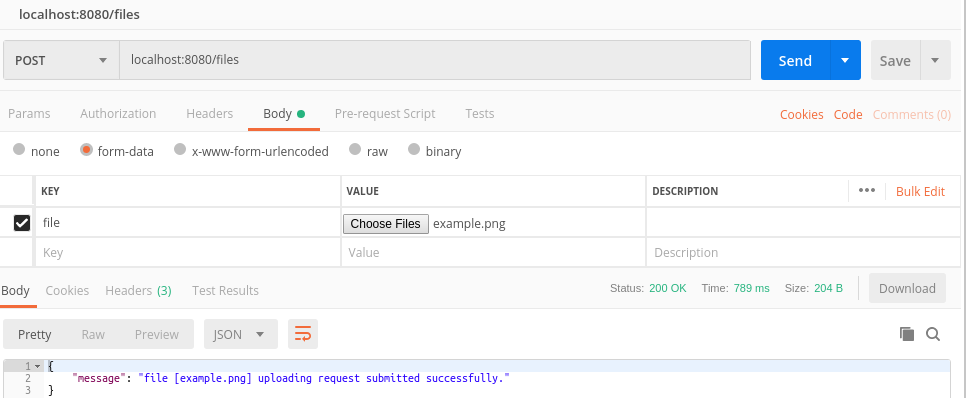 localhost:8080/files
POST localhost:8080/files Send Save
Params Authorization Headers Body Pre-request Script Tests Cookies Code Comments (0)
none form-data x-www-form-urlencoded raw binary
KEY VALUE DESCRIPTION ••• Bulk Edit
file Choose Files example.png
Key Value Description
Body Cookies Headers (3) Test Results Status: 200 OK Time: 789 ms Size: 204 B Download
Pretty Raw Preview JSON
1 {
2 "message": "file [example.png] uploading request submitted successfully."
3 }